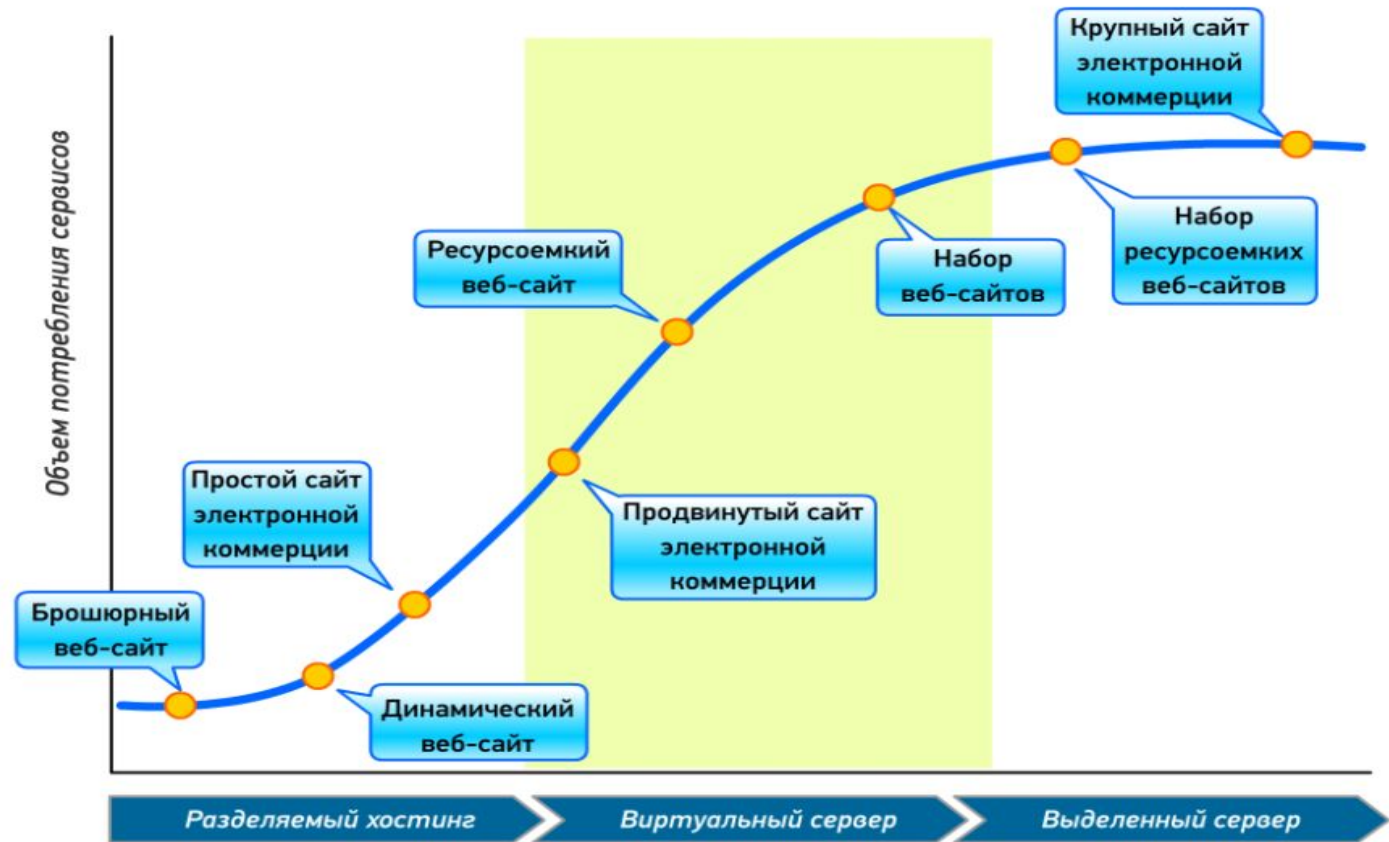 Крупный сайт
электронной
коммерции
Объем потребления сервисов
Ресурсоемкий
веб-сайт
Набор
веб-сайтов
Набор
ресурсоемких
веб-сайтов
Простой сайт
электронной
коммерции
Продвинутый сайт
электронной
коммерции
Брошюрный
веб-сайт
Динамический
веб-сайт
Разделяемый хостинг
Виртуальный сервер
Выделенный сервер